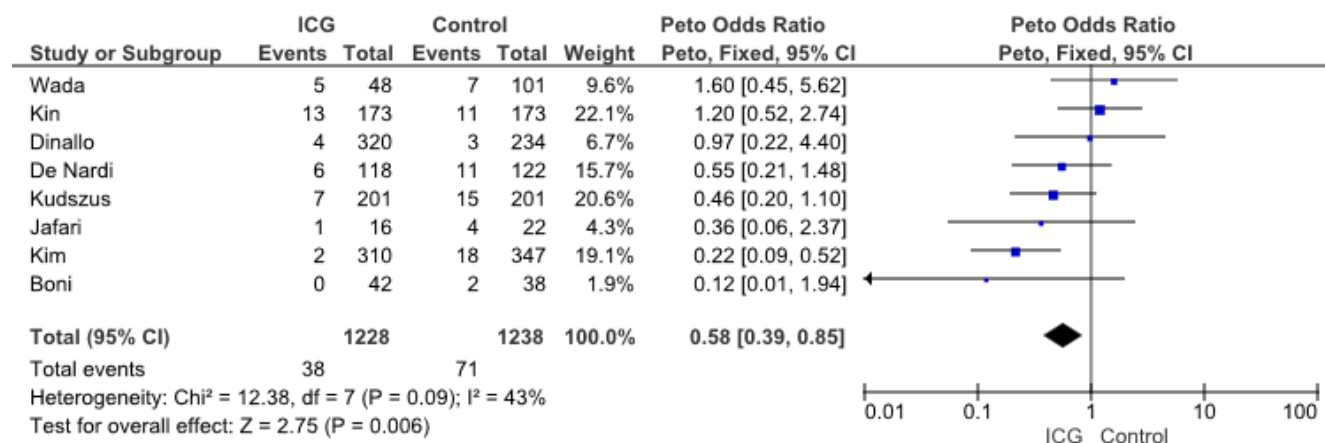 ICG Control Peto Odds Ratio Peto Odds Ratio
Study or Subgroup Events Total Events Total Weight Peto, Fixed, 95% CI Peto, Fixed, 95% CI
Wada 5 48 7 101 9.6% 1.60 [0.45, 5.62]
Kin 13 173 11 173 22.1% 1.20 [0.52, 2.74]
Dinallo 4 320 3 234 6.7% 0.97 [0.22, 4.40]
De Nardi 6 118 11 122 15.7% 0.55 [0.21, 1.48]
Kudszus 7 201 15 201 20.6% 0.46 [0.20, 1.10]
Jafari 1 16 4 22 4.3% 0.36 [0.06, 2.37]
Kim 2 310 18 347 19.1% 0.22 [0.09, 0.52]
Boni 0 42 2 38 1.9% 0.12 [0.01, 1.94]
Total (95% CI) 1228 1238 100.0% 0.58 [0.39, 0.85]
Total events 38 71
Heterogeneity: Chi² = 12.38, df = 7 (P = 0.09); I² = 43%
Test for overall effect: Z = 2.75 (P = 0.006)
0.01 0.1 1 10 100
ICG Control